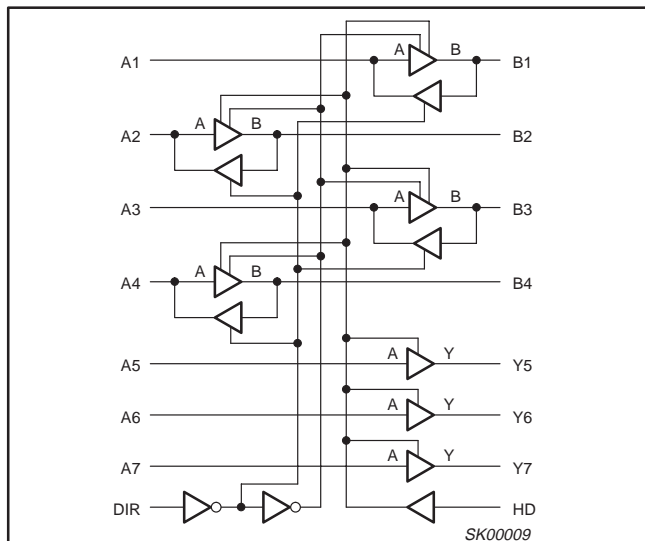 A1 A B B1
A2 A B B2
A3 A B B3
A4 A B B4
A5 A Y Y5
A6 A Y Y6
A7 A Y Y7
DIR HD
SK00009